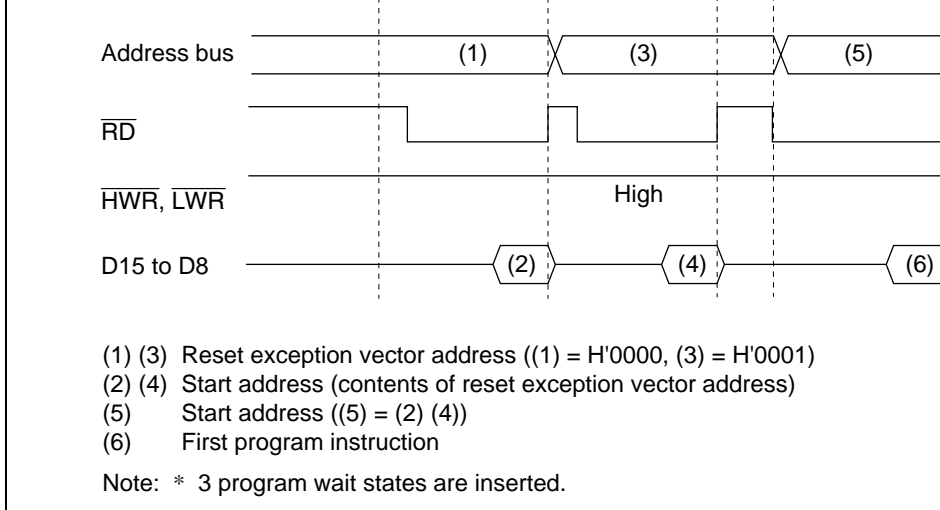 Address bus (1) (3) (5)
RD
HWR, LWR High
D15 to D8 (2) (4) (6)
(1) (3) Reset exception vector address ((1) = H'0000, (3) = H'0001)
(2) (4) Start address (contents of reset exception vector address)
(5) Start address ((5) = (2) (4))
(6) First program instruction
Note: * 3 program wait states are inserted.